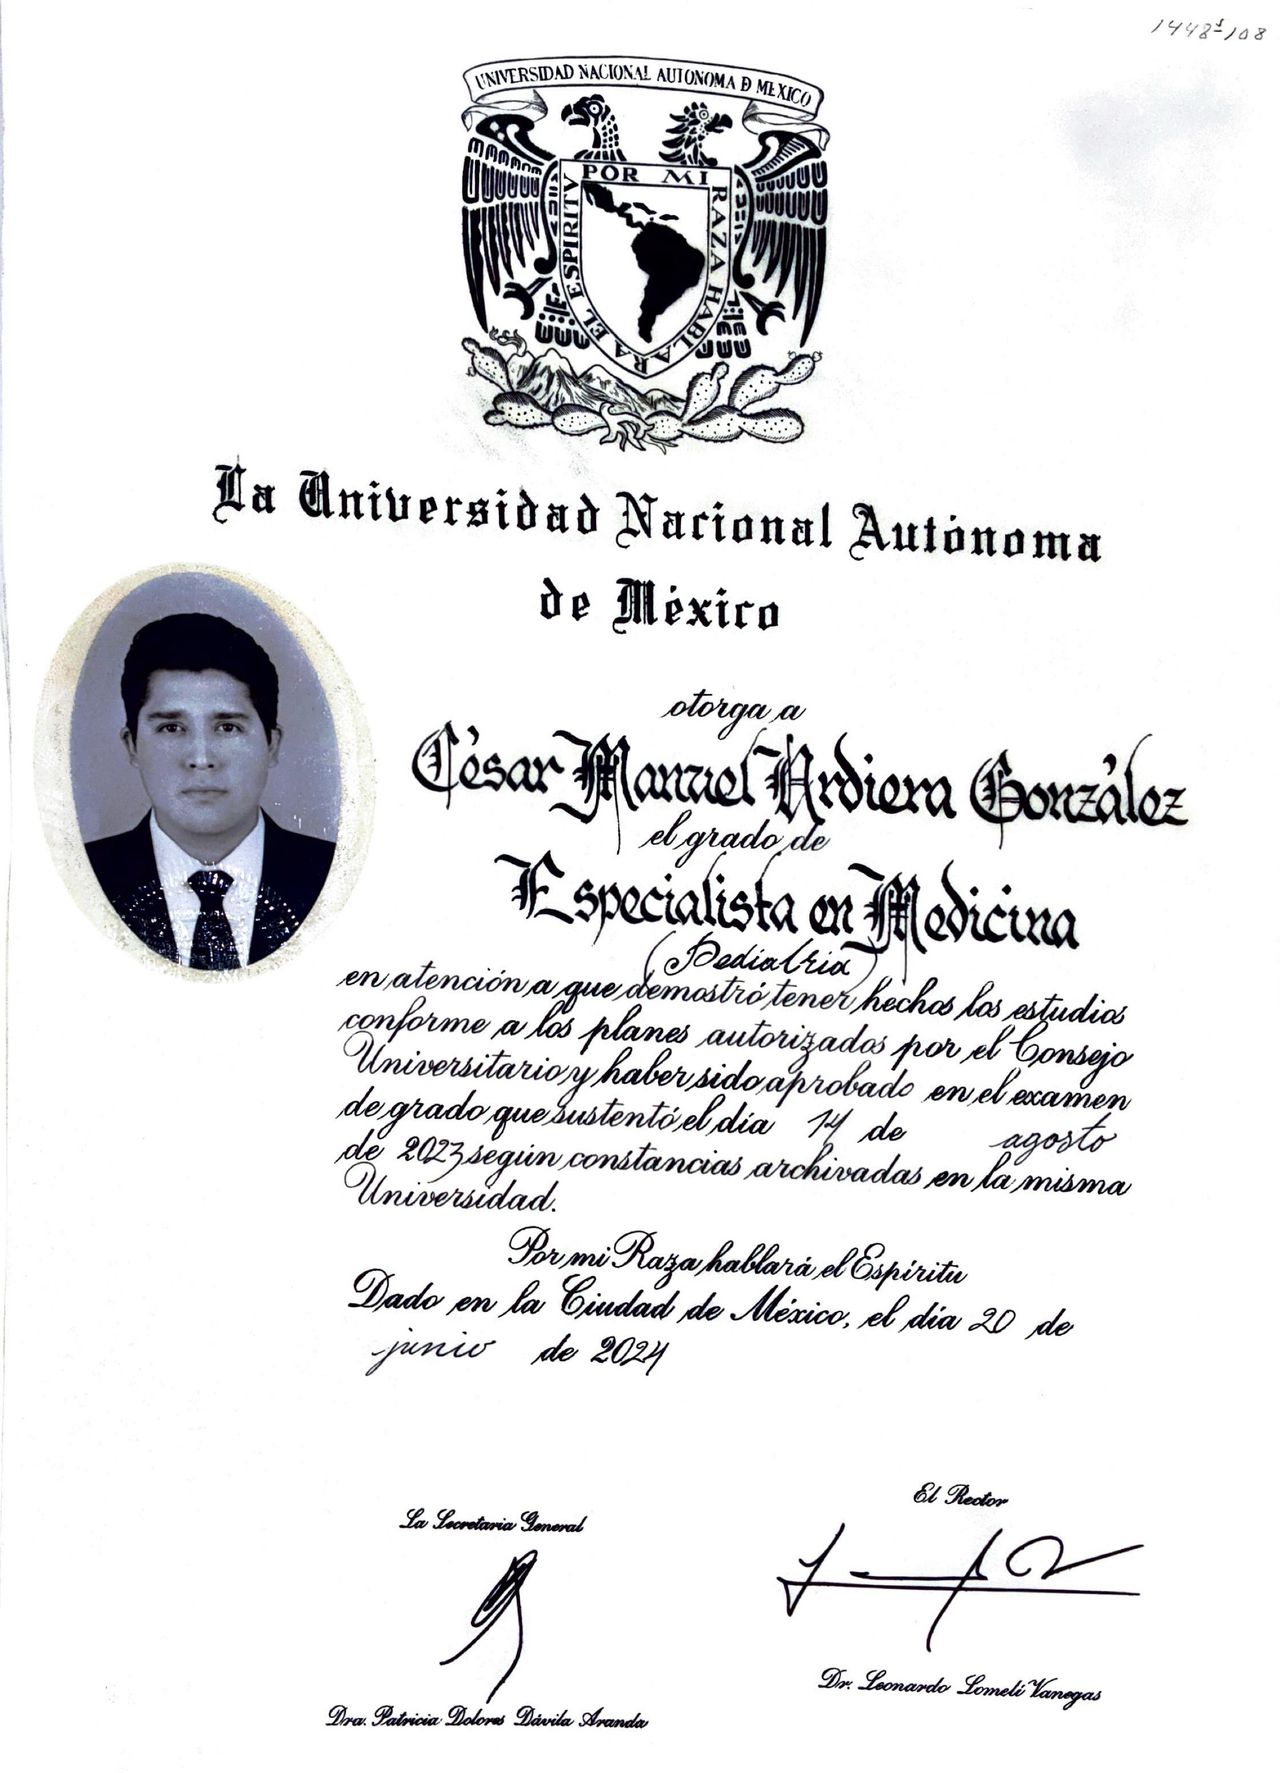 1448-108
UNIVERSIDAD NACIONAL AUTONOMA D MEXICO
POR MI RAZA HABLARA EL ESPIRITU
La Universidad Nacional Autónoma
de México
otorga a
César Manuel Urdiera González
el grado de
Especialista en Medicina
(Pediatría)
en atención a que demostró tener hechos los estudios
conforme a los planes autorizados por el Consejo
Universitario y haber sido aprobado en el examen
de grado que sustentó el día 14 de agosto
de 2023 según constancias archivadas en la misma
Universidad.
Por mi Raza hablará el Espíritu
Dado en la Ciudad de México, el día 20 de
junio de 2024
La Secretaria General
El Rector
Dra. Patricia Dolores Dávila Aranda
Dr. Leonardo Lomelí Vanegas